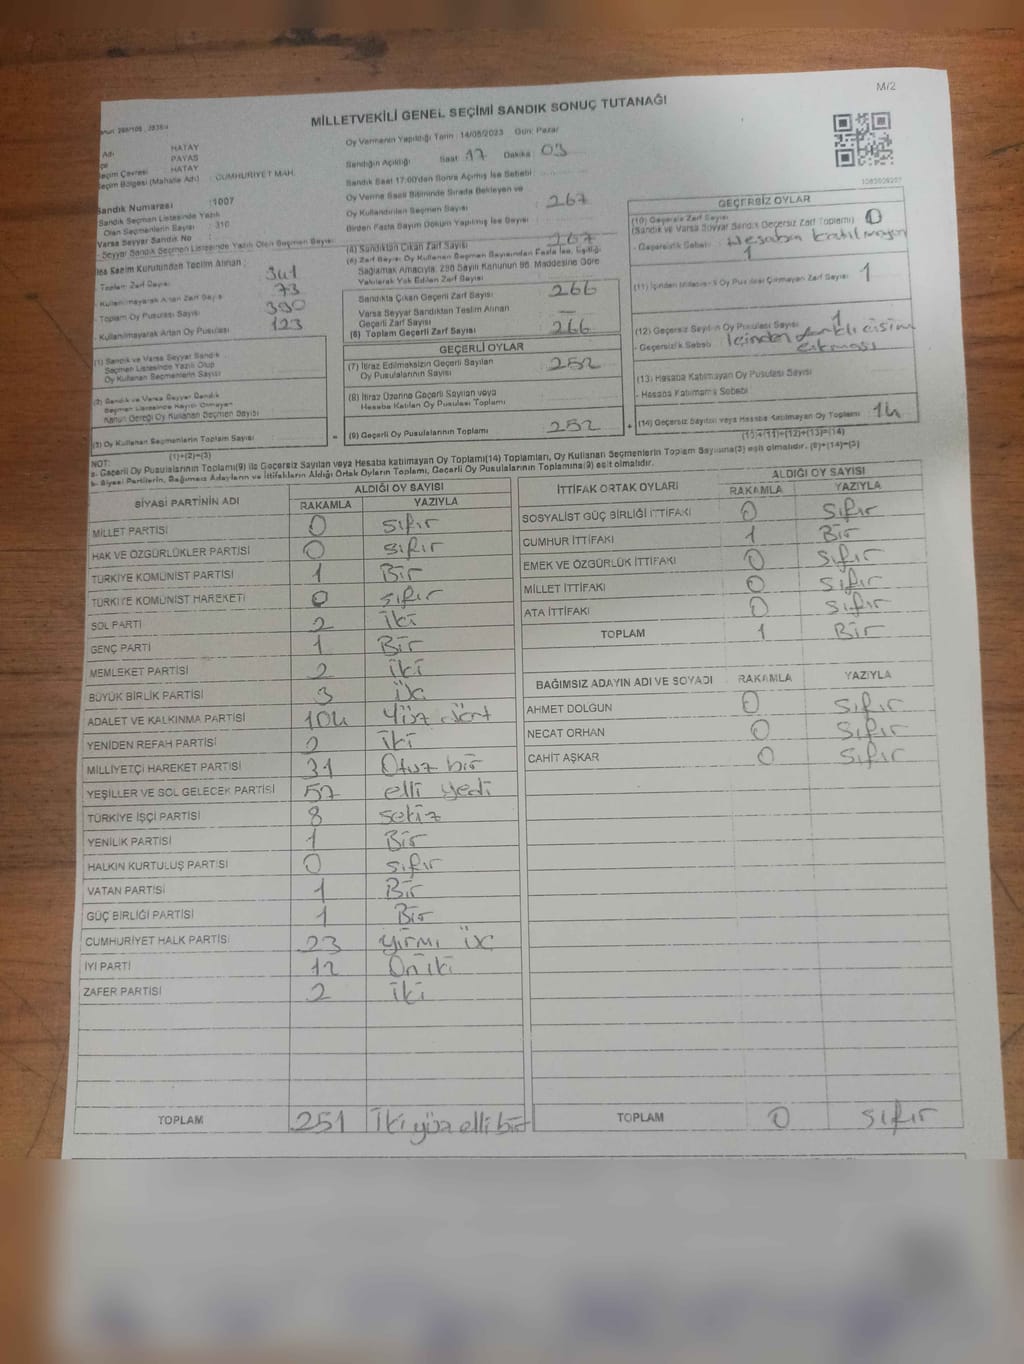 M/2
MİLLETVEKİLİ GENEL SEÇİMİ SANDIK SONUÇ TUTANAĞI
Adı HATAY
PAYAS
Seçim Çevresi HATAY
Seçim Bölgesi (Mahalle Adı) : CUMHURİYET MAH.
Sandık Numarası :1007
Sandık Seçmen Listesinde Yazılı
Olan Seçmenlerin Sayısı : 310
Varsa Seyyar Sandık No
- Seyyar Sandık Seçmen Listesinde Yazılı Olan Seçmen Sayısı
İlçe Seçim Kurulundan Teslim Alınan :
- Toplam Zarf Sayısı 341
- Kullanılmayarak Artan Zarf Sayısı 73
- Toplam Oy Pusulası Sayısı 390
- Kullanılmayarak Artan Oy Pusulası 123
(1) Sandık ve Varsa Seyyar Sandık
Seçmen Listesinde Yazılı Olup
Oy Kullanan Seçmenlerin Sayısı
(2) Sandık ve Varsa Seyyar Sandık
Seçmen Listesinde Kayıtlı Olmayan
Kanun Gereği Oy Kullanan Seçmen Sayısı
(3) Oy Kullanan Seçmenlerin Toplam Sayısı
(1)+(2)=(3)
Oy Vermenin Yapıldığı Tarih : 14/05/2023 Gün: Pazar
Sandığın Açıldığı Saat: 17 Dakika: 03
Sandık Saat 17:00'den Sonra Açılmış İse Sebebi
Oy Verme Saati Bitiminde Sırada Bekleyen ve
Oy Kullandırılan Seçmen Sayısı 267
Birden Fazla Sayım Döküm Yapılmış İse Sayısı
(4) Sandıktan Çıkan Zarf Sayısı 267
(5) Zarf Sayısı Oy Kullanan Seçmen Sayısından Fazla İse, Eşitliği
Sağlamak Amacıyla, 298 Sayılı Kanunun 98. Maddesine Göre
Yakılarak Yok Edilen Zarf Sayısı
Sandıkta Çıkan Geçerli Zarf Sayısı 266
Varsa Seyyar Sandıktan Teslim Alınan
Geçerli Zarf Sayısı —
(6) Toplam Geçerli Zarf Sayısı 266
GEÇERLİ OYLAR
(7) İtiraz Edilmeksizin Geçerli Sayılan
Oy Pusulalarının Sayısı 252
(8) İtiraz Üzerine Geçerli Sayılan veya
Hesaba Katılan Oy Pusulası Toplamı
= (9) Geçerli Oy Pusulalarının Toplamı 252 +
1083809207
GEÇERSİZ OYLAR
(10) Geçersiz Zarf Sayısı
(Sandık ve Varsa Seyyar Sandık Geçersiz Zarf Toplamı) 0
- Geçersizlik Sebebi : Hesaba katılmayan
1
(11) İçinden Milletvekili Oy Pusulası Çıkmayan Zarf Sayısı 1
(12) Geçersiz Sayılan Oy Pusulası Sayısı 1
- Geçersizlik Sebebi İçinden farklı cisim
çıkması
(13) Hesaba Katılmayan Oy Pusulası Sayısı
- Hesaba Katılmama Sebebi
(14) Geçersiz Sayılan veya Hesaba Katılmayan Oy Toplamı 14
(10)+(11)+(12)+(13)=(14)
NOT:
a- Geçerli Oy Pusulalarının Toplamı(9) ile Geçersiz Sayılan veya Hesaba katılmayan Oy Toplamı(14) Toplamları, Oy Kullanan Seçmenlerin Toplam Sayısına(3) eşit olmalıdır. (9)+(14)=(3)
b- Siyasi Partilerin, Bağımsız Adayların ve İttifakların Aldığı Ortak Oyların Toplamı, Geçerli Oy Pusulalarının Toplamına(9) eşit olmalıdır.
SİYASİ PARTİNİN ADI ALDIĞI OY SAYISI
RAKAMLA YAZIYLA
MİLLET PARTİSİ 0 sıfır
HAK VE ÖZGÜRLÜKLER PARTİSİ 0 sıfır
TÜRKİYE KOMÜNİST PARTİSİ 1 Bir
TÜRKİYE KOMÜNİST HAREKETİ 0 sıfır
SOL PARTİ 2 iki
GENÇ PARTİ 1 Bir
MEMLEKET PARTİSİ 2 iki
BÜYÜK BİRLİK PARTİSİ 3 üç
ADALET VE KALKINMA PARTİSİ 104 Yüz dört
YENİDEN REFAH PARTİSİ 2 iki
MİLLİYETÇİ HAREKET PARTİSİ 31 Otuz bir
YEŞİLLER VE SOL GELECEK PARTİSİ 57 elli yedi
TÜRKİYE İŞÇİ PARTİSİ 8 sekiz
YENİLİK PARTİSİ 1 Bir
HALKIN KURTULUŞ PARTİSİ 0 sıfır
VATAN PARTİSİ 1 Bir
GÜÇ BİRLİĞİ PARTİSİ 1 Bir
CUMHURİYET HALK PARTİSİ 23 yirmi üç
İYİ PARTİ 12 On iki
ZAFER PARTİSİ 2 iki
TOPLAM 251 İki yüz elli bir
İTTİFAK ORTAK OYLARI ALDIĞI OY SAYISI
RAKAMLA YAZIYLA
SOSYALİST GÜÇ BİRLİĞİ İTTİFAKI 0 sıfır
CUMHUR İTTİFAKI 1 Bir
EMEK VE ÖZGÜRLÜK İTTİFAKI 0 sıfır
MİLLET İTTİFAKI 0 sıfır
ATA İTTİFAKI 0 sıfır
TOPLAM 1 Bir
BAĞIMSIZ ADAYIN ADI VE SOYADI RAKAMLA YAZIYLA
AHMET DOLGUN 0 sıfır
NECAT ORHAN 0 sıfır
CAHİT AŞKAR 0 sıfır
TOPLAM 0 sıfır